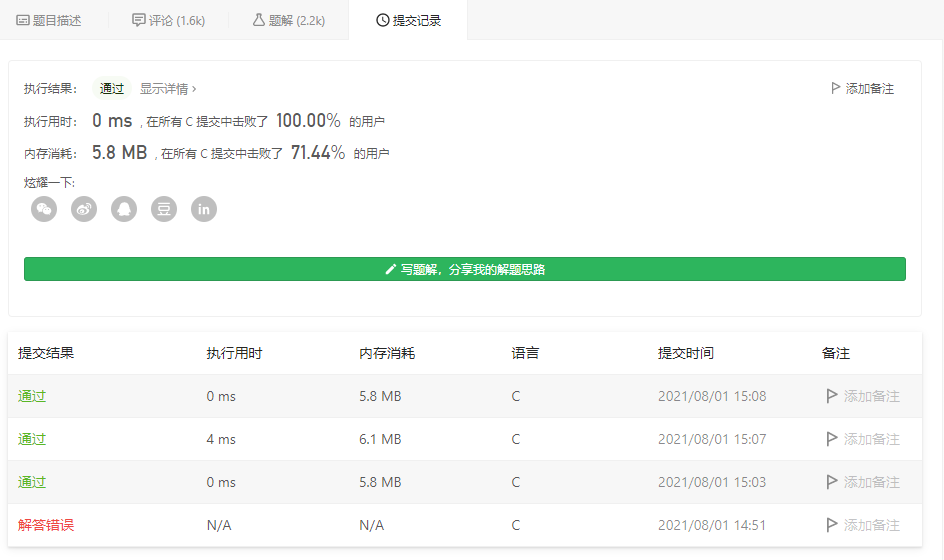 题目描述 评论 (1.6k) 题解 (2.2k) 提交记录
执行结果: 通过 显示详情 › 添加备注
执行用时: 0 ms , 在所有 C 提交中击败了 100.00% 的用户
内存消耗: 5.8 MB , 在所有 C 提交中击败了 71.44% 的用户
炫耀一下:
豆 in
写题解, 分享我的解题思路
提交结果 执行用时 内存消耗 语言 提交时间 备注
通过 0 ms 5.8 MB C 2021/08/01 15:08 添加备注
通过 4 ms 6.1 MB C 2021/08/01 15:07 添加备注
通过 0 ms 5.8 MB C 2021/08/01 15:03 添加备注
解答错误 N/A N/A C 2021/08/01 14:51 添加备注